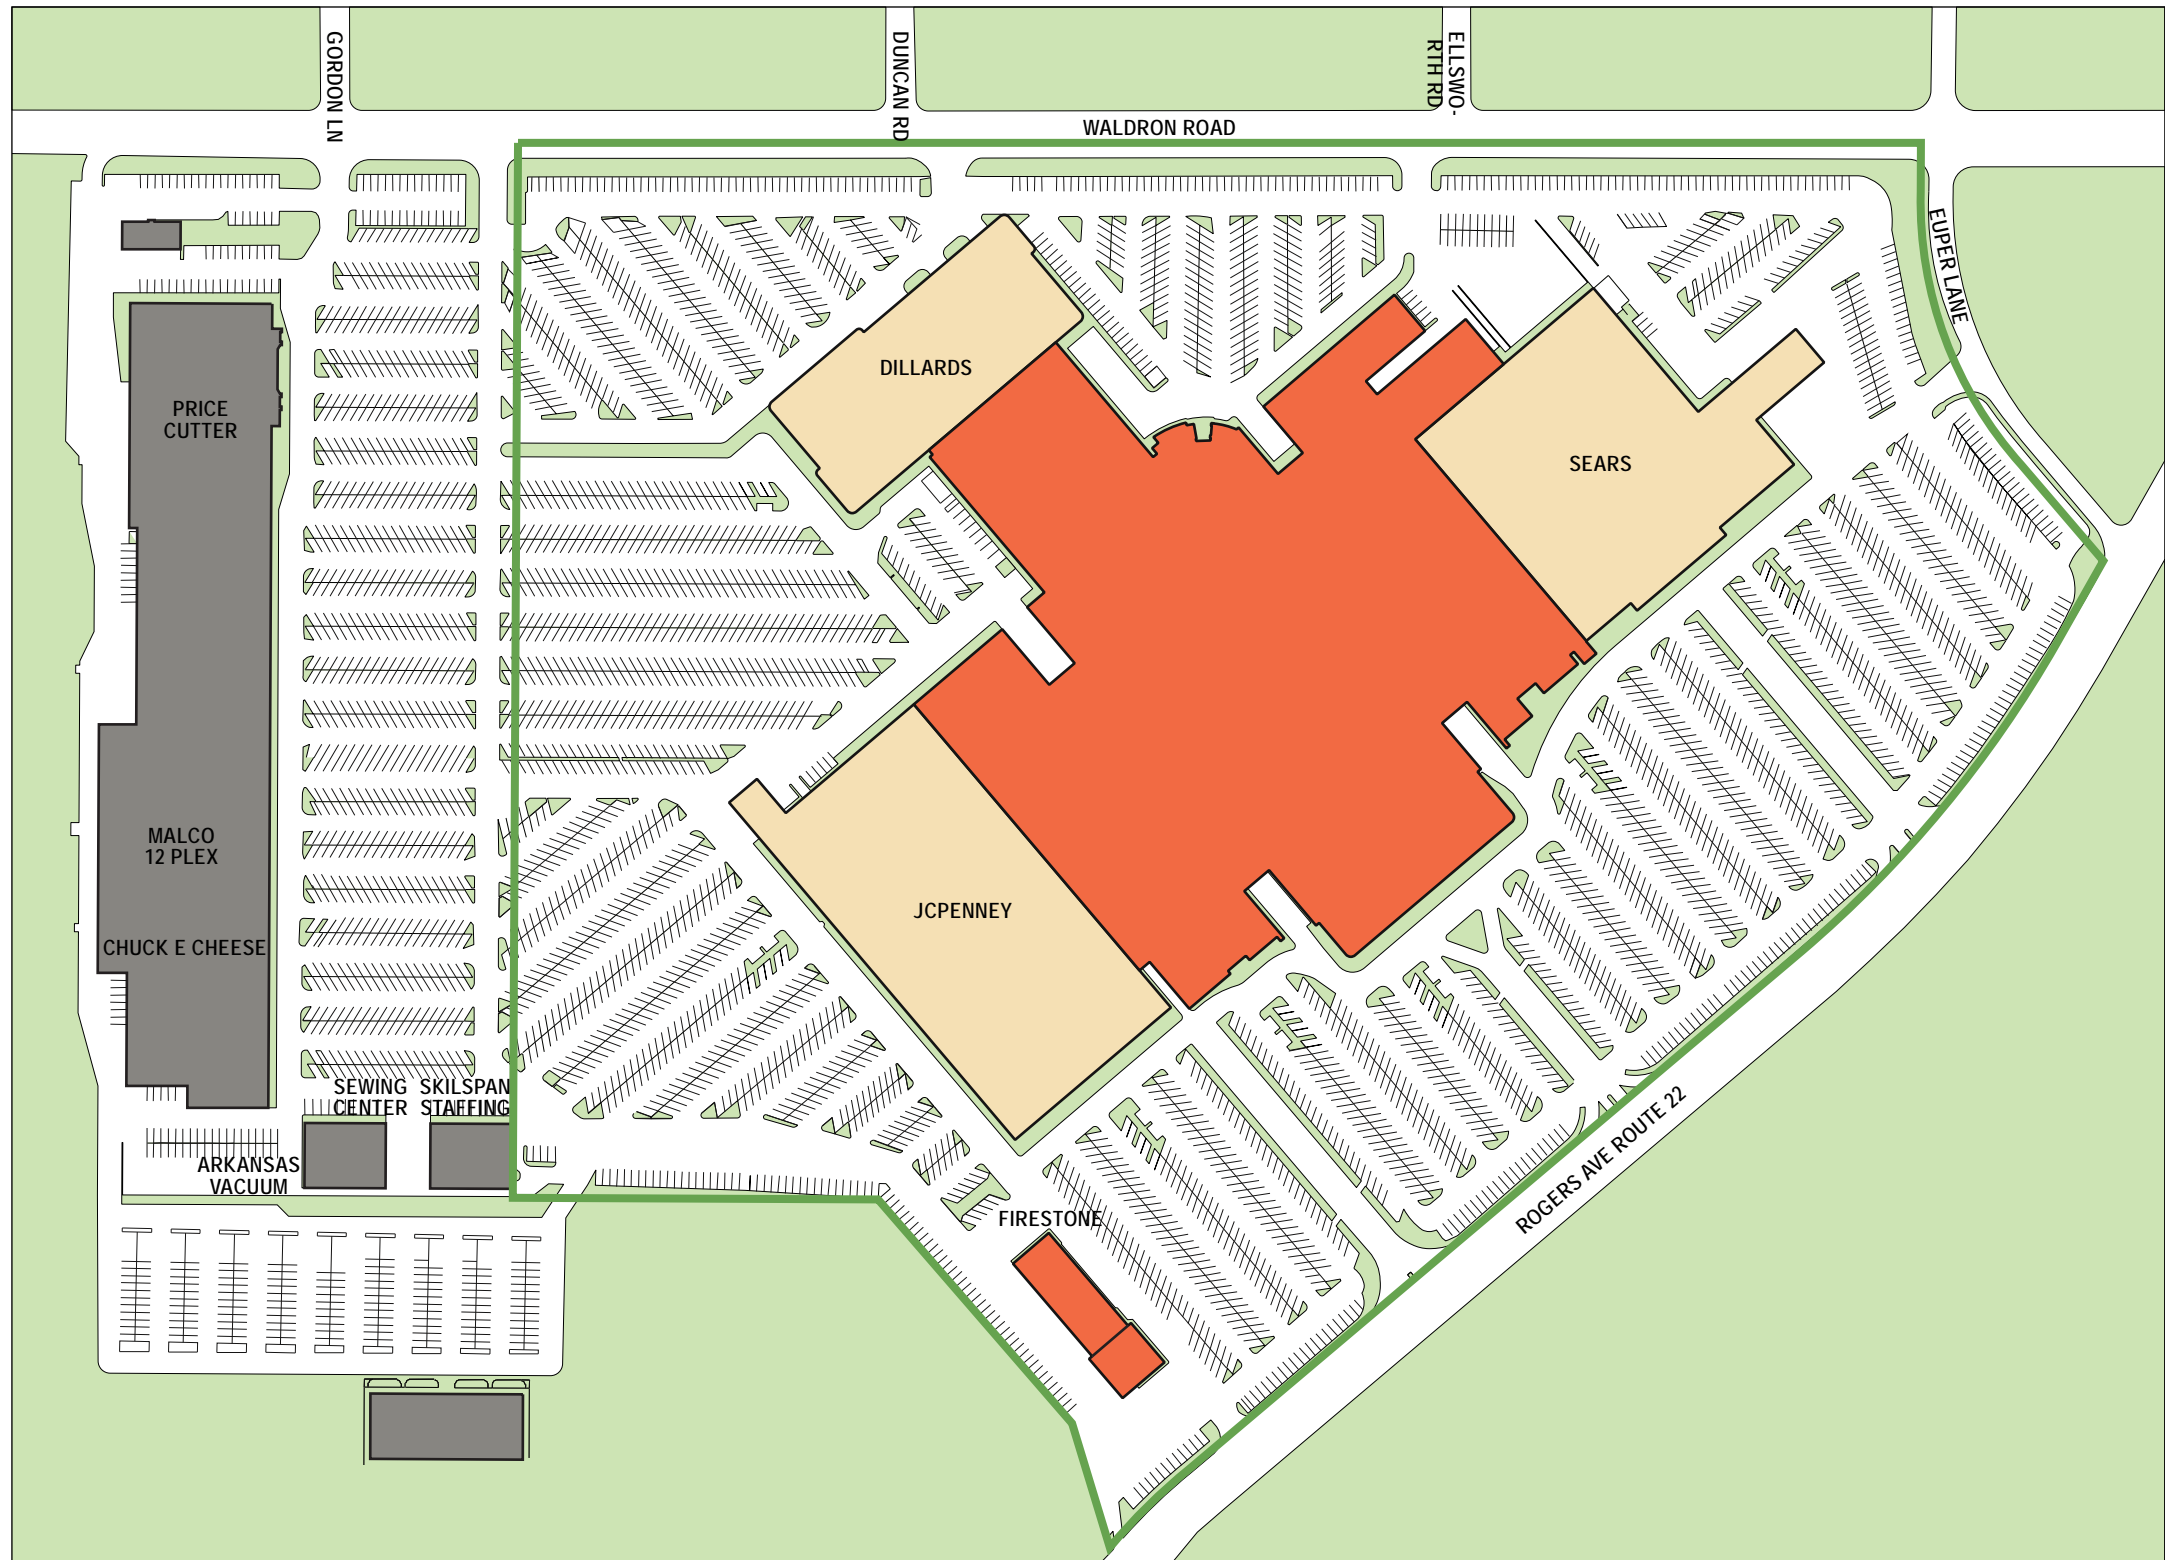 GORDON LN
DUNCAN RD
ELLSWO-
RTH RD
WALDRON ROAD
EUPER LANE
DILLARDS
PRICE
CUTTER
SEARS
MALCO
12 PLEX
JCPENNEY
CHUCK E CHEESE
SEWING
CENTER
SKILSPAN
STAFFING
ARKANSAS
VACUUM
FIRESTONE
ROGERS AVE ROUTE 22